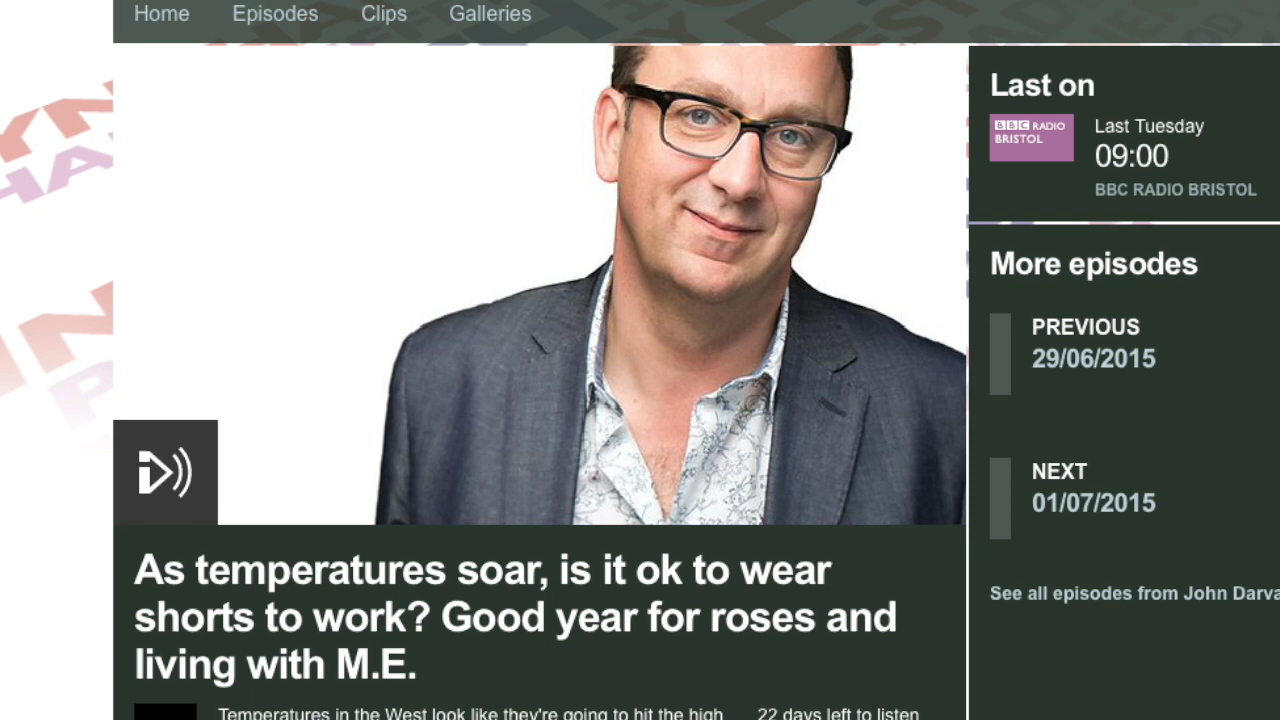 Home Episodes Clips Galleries
Last on
BBC RADIO
BRISTOL
Last Tuesday
09:00
BBC RADIO BRISTOL
More episodes
PREVIOUS
29/06/2015
NEXT
01/07/2015
See all episodes from John Darva
As temperatures soar, is it ok to wear
shorts to work? Good year for roses and
living with M.E.
Temperatures in the West look like they're going to hit the high
22 days left to listen